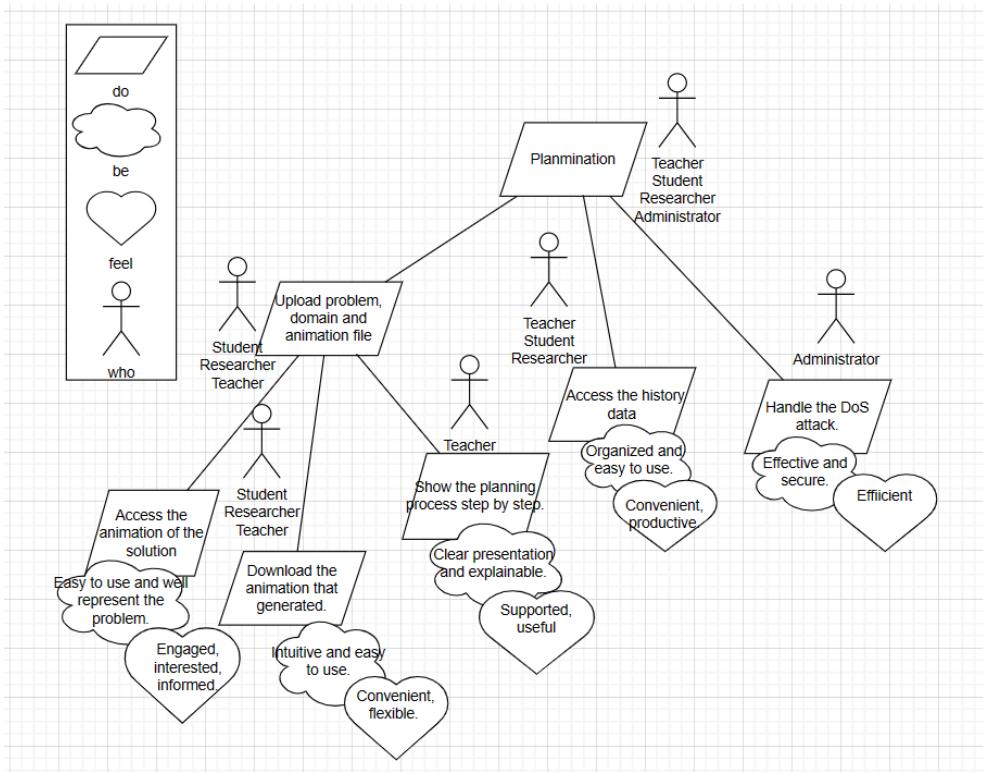 do
be
feel
who
Planmination
Teacher
Student
Researcher
Administrator
Upload problem,
domain and
animation file
Student
Researcher
Teacher
Teacher
Student
Researcher
Administrator
Access the history
data
Organized and
easy to use.
Convenient,
productive.
Handle the DoS
attack.
Effective and
secure.
Effiicient
Teacher
Show the planning
process step by step.
Clear presentation
and explainable.
Supported,
useful
Student
Researcher
Teacher
Access the
animation of the
solution
Easy to use and well
represent the
problem.
Engaged,
interested,
informed.
Download the
animation that
generated.
Intuitive and easy
to use.
Convenient,
flexible.